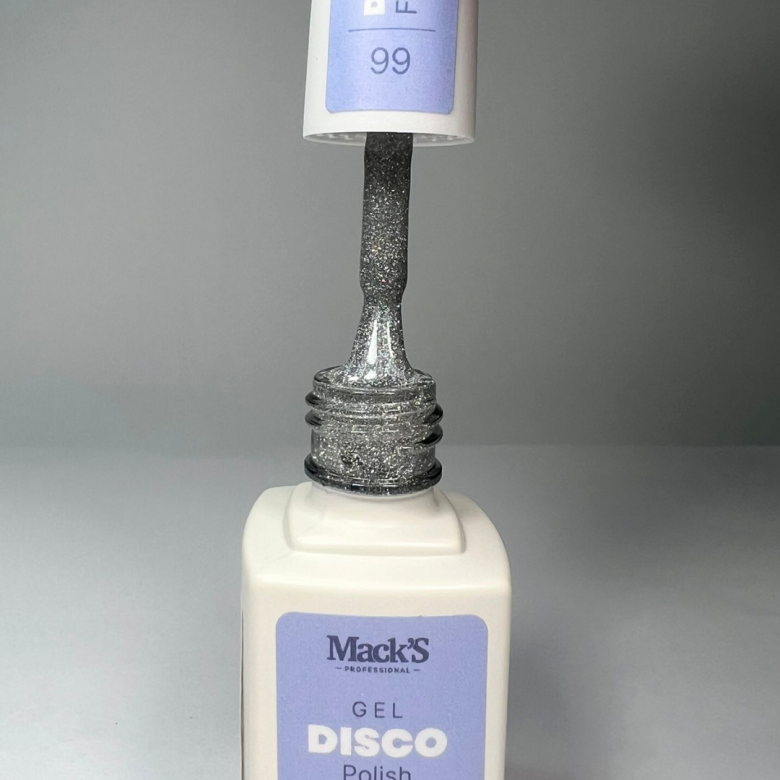 99
Mack'S
PROFESSIONAL
GEL
DISCO
Polish